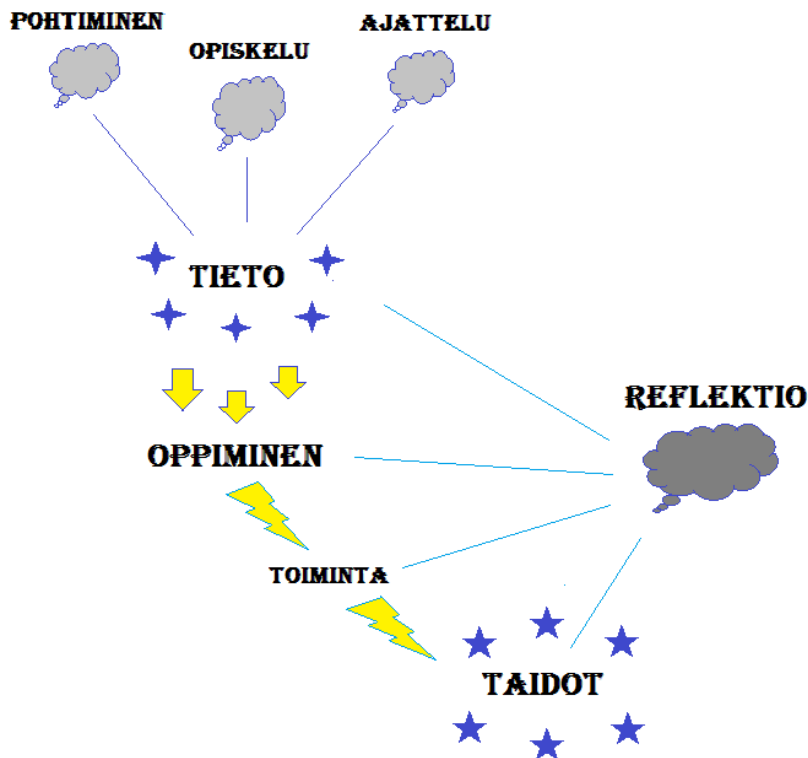 POHTIMINEN
OPISKELU
AJATTELU
TIETO
REFLEKTIO
OPPIMINEN
TOIMINTA
TAIDOT